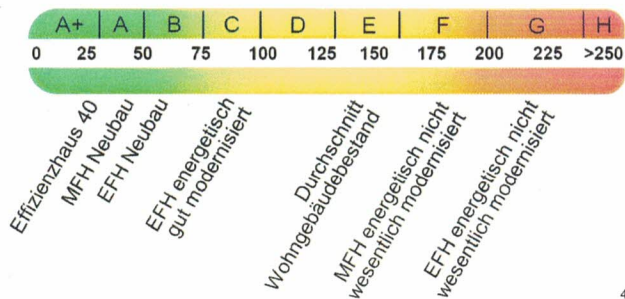 A+ A B C D E F G H
0 25 50 75 100 125 150 175 200 225 >250
Effizienzhaus 40
MFH Neubau
EFH Neubau
EFH energetisch
gut modernisiert
Durchschnitt
Wohngebäudebestand
MFH energetisch nicht
wesentlich modernisiert
EFH energetisch nicht
wesentlich modernisiert
4